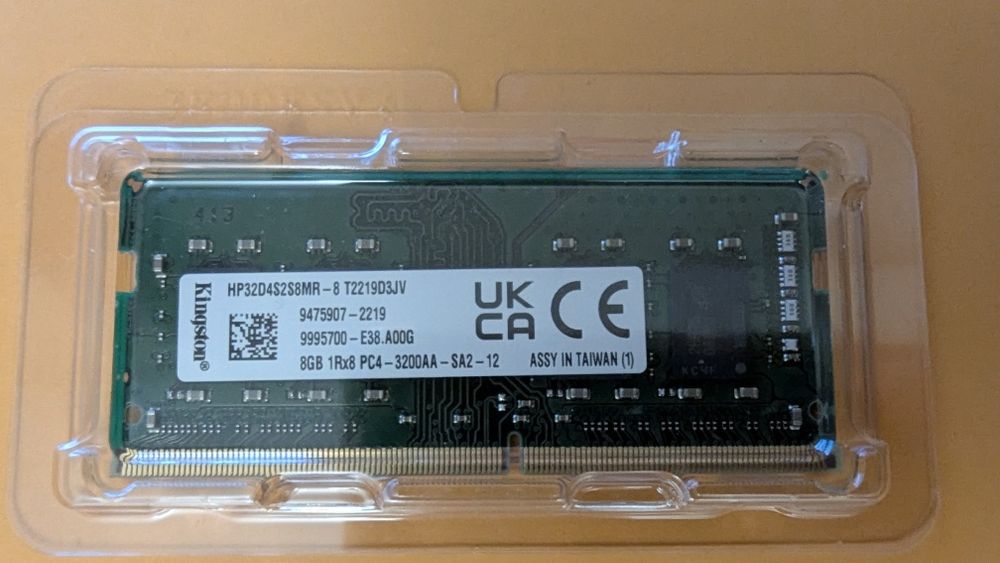 HP32D4S2S8MR-8 T2219D3JV
Kingston®
9475907-2219
9995700-E38.A00G
8GB 1Rx8 PC4-3200AA-SA2-12
UK
CA
CE
ASSY IN TAIWAN (1)